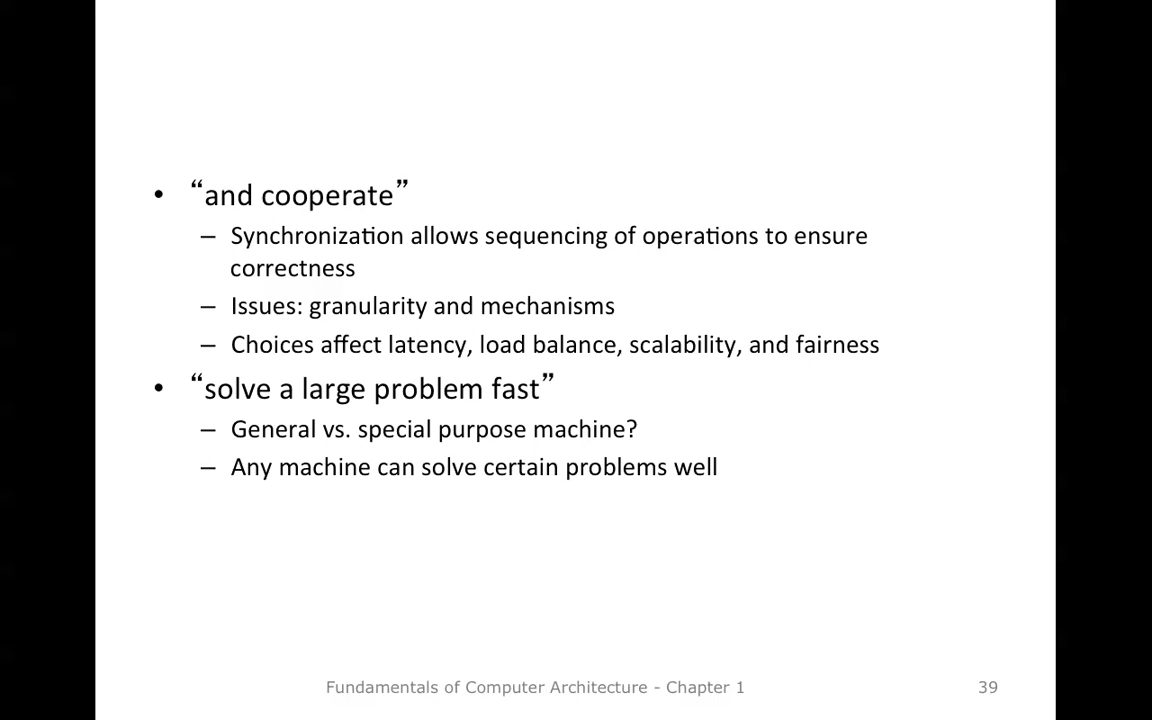 • “and cooperate”
– Synchronization allows sequencing of operations to ensure
correctness
– Issues: granularity and mechanisms
– Choices affect latency, load balance, scalability, and fairness
• “solve a large problem fast”
– General vs. special purpose machine?
– Any machine can solve certain problems well
Fundamentals of Computer Architecture - Chapter 1
39